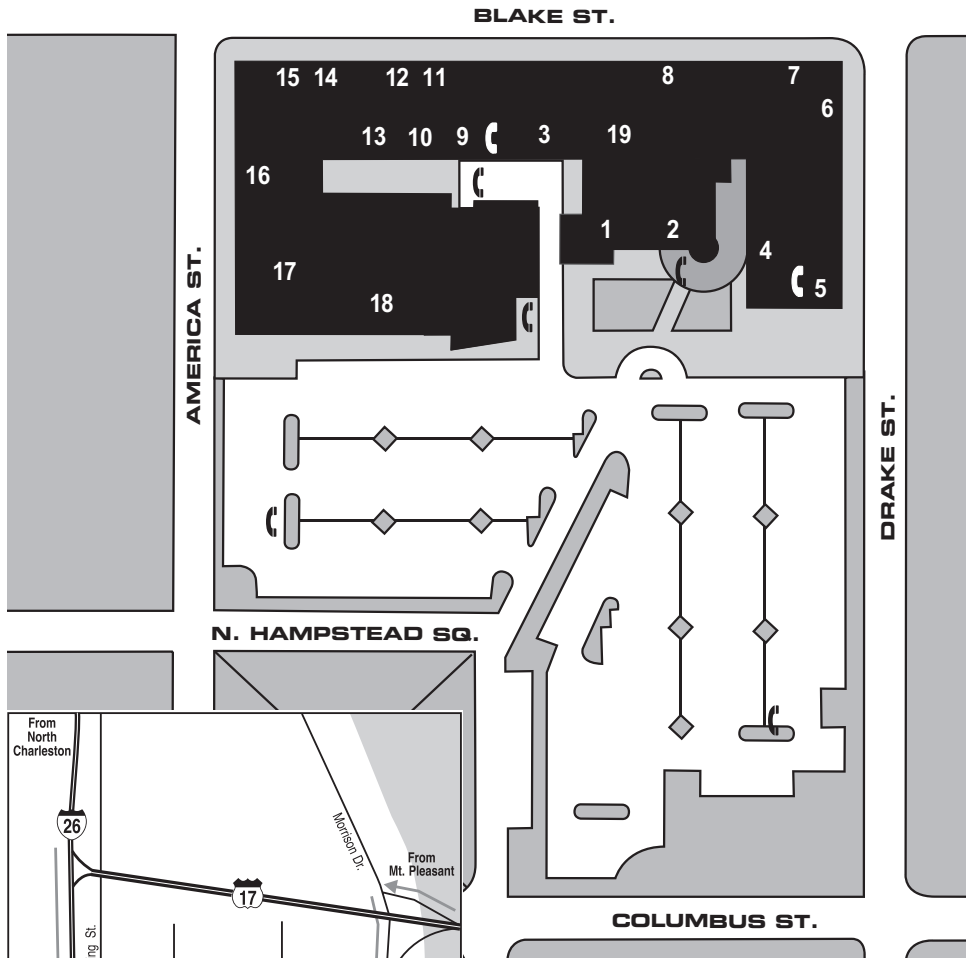 BLAKE ST.
15 14 12 11 8 7
6
13 10 9 3 19
16
1 2
4
17
5
18
AMERICA ST.
DRAKE ST.
N. HAMPSTEAD SQ.
From
North
Charleston
26
Morrison Dr.
From
Mt. Pleasant
17
St.
COLUMBUS ST.